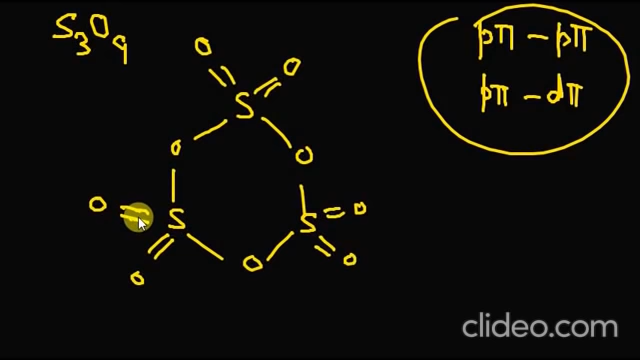 S₃O₉
pπ - pπ
pπ - dπ
O O
S
O O
O S S O
O O O
clideo.com